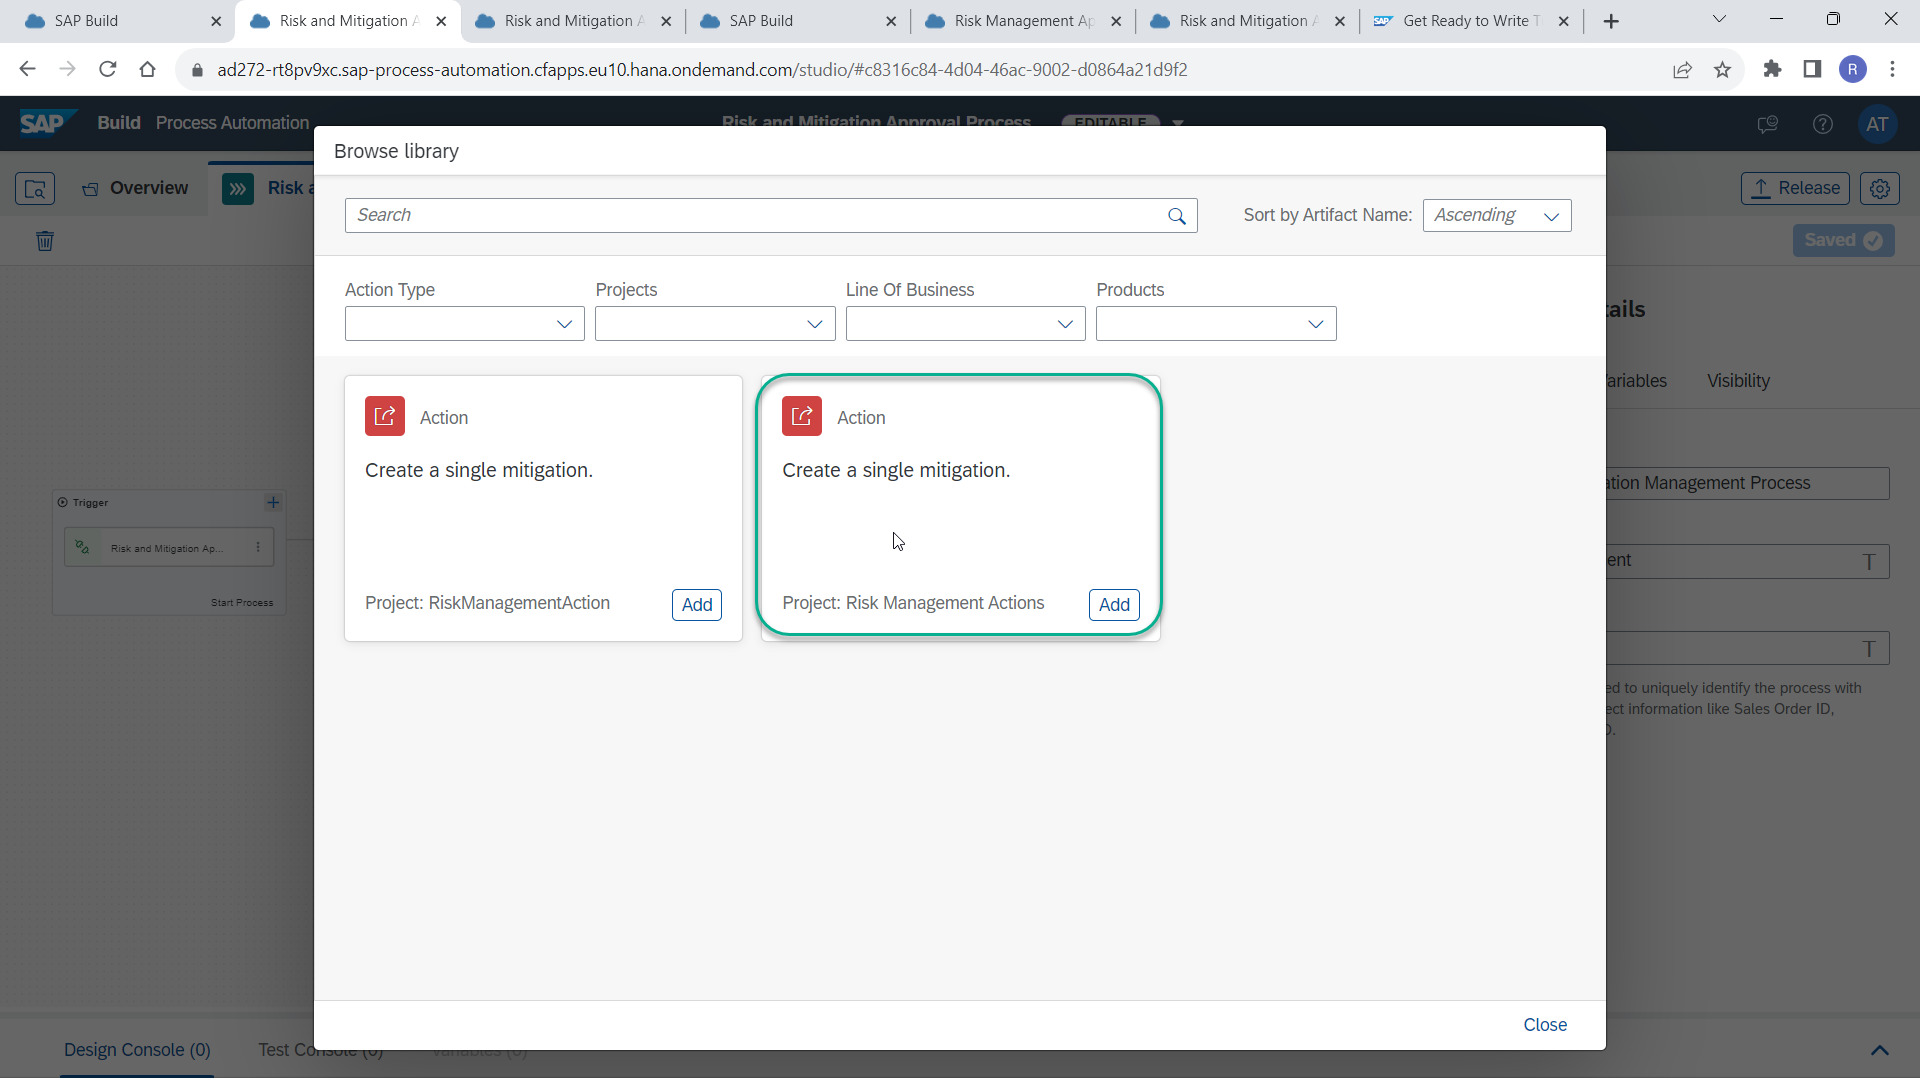 SAP Build
Risk and Mitigation A
Risk and Mitigation A
SAP Build
Risk Management Ap
Risk and Mitigation A
SAP Get Ready to Write T
ad272-rt8pv9xc.sap-process-automation.cfapps.eu10.hana.ondemand.com/studio/#c8316c84-4d04-46ac-9002-d0864a21d9f2
R
SAP Build Process Automation
Risk and Mitigation Approval Process EDITABLE
AT
Browse library
Overview
Risk a
Release
Search
Sort by Artifact Name: Ascending
Saved
Action Type
Projects
Line Of Business
Products
ails
ariables
Visibility
Action
Create a single mitigation.
Project: RiskManagementAction
Add
Action
Create a single mitigation.
Project: Risk Management Actions
Add
ation Management Process
ent T
T
ed to uniquely identify the process with
ect information like Sales Order ID,
D.
Trigger
Risk and Mitigation Ap...
Start Process
Close
Design Console (0)
Test Console (0)
Variables (0)